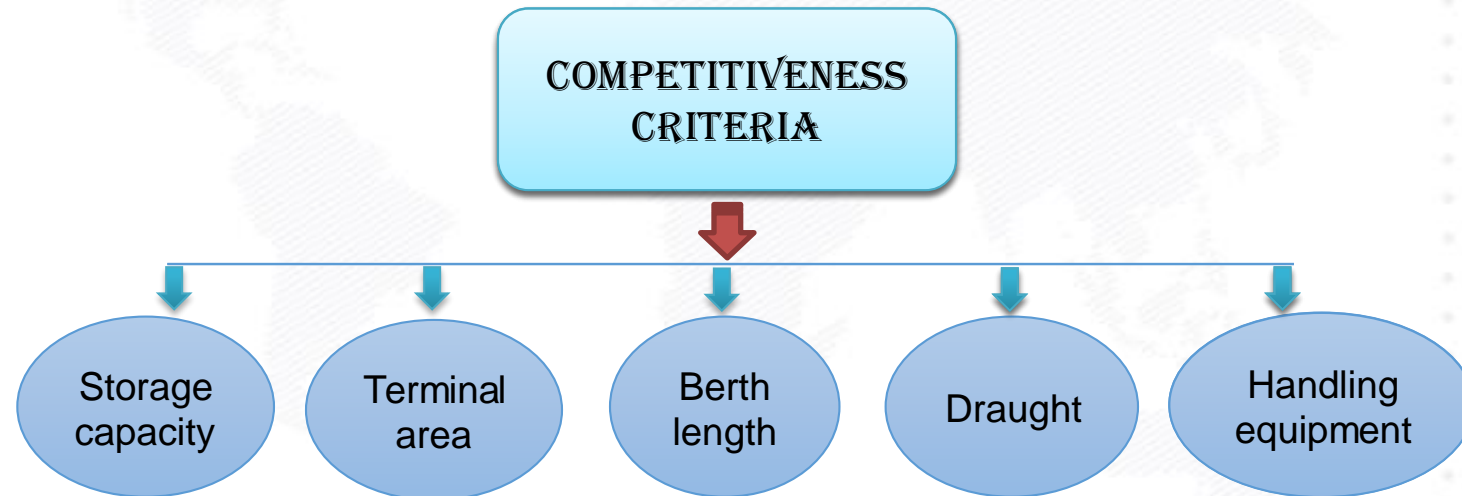 COMPETITIVENESS
CRITERIA
Storage
capacity
Terminal
area
Berth
length
Draught
Handling
equipment